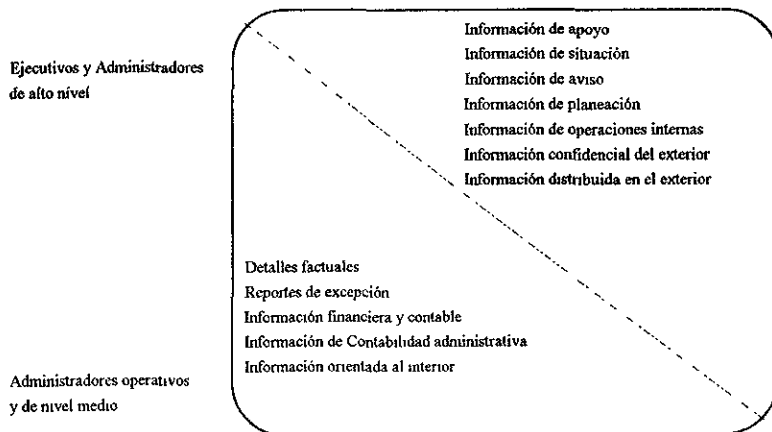 Información de apoyo
Información de situación
Ejecutivos y Administradores
Información de aviso
de alto nível
Información de planeación
Información de operaciones internas
Información confidencial del exterior
Información distribuida en el exterior
Detalles factuales
Reportes de excepción
Información financiera y contable
Información de Contabilidad administrativa
Información orientada al interior
Administradores operativos
y de nivel medio